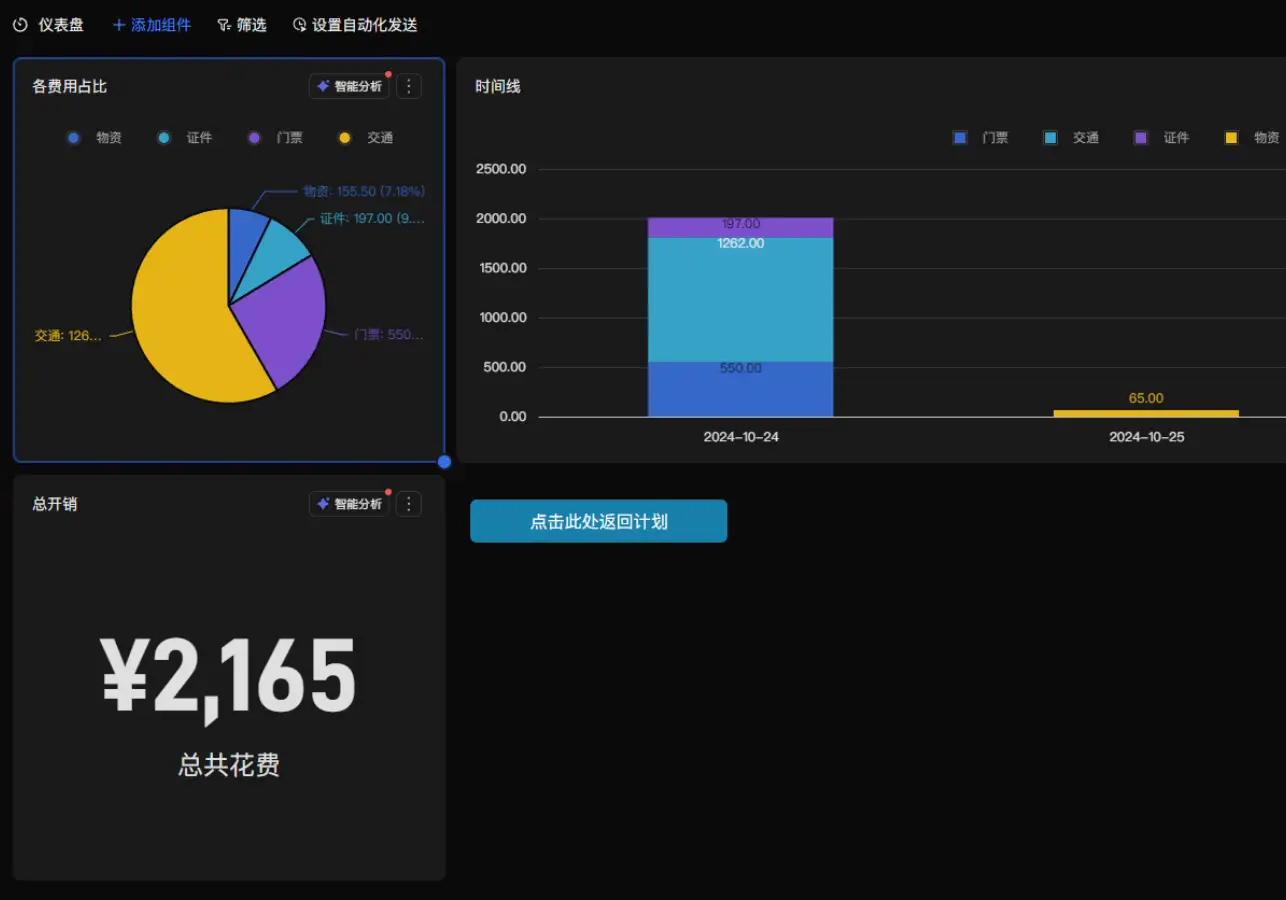 仪表盘 添加组件 筛选 设置自动化发送
各费用占比 智能分析
物资 证件 门票 交通
物资: 155.50 (7.18%)
证件: 197.00 (9....
交通: 126...
门票: 550...
时间线
门票 交通 证件 物资
2500.00
2000.00
1500.00
1000.00
500.00
0.00
197.00
1262.00
550.00
65.00
2024-10-24
2024-10-25
总开销 智能分析
¥2,165
总共花费
点击此处返回计划